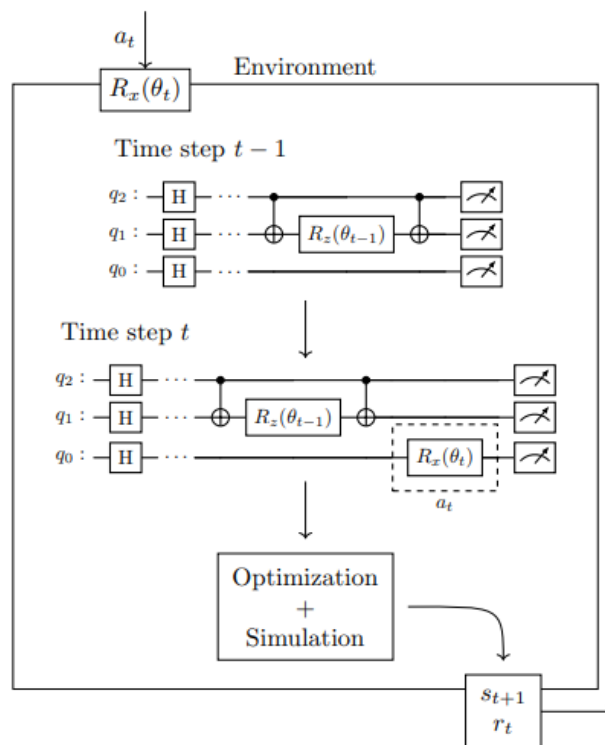 a_t
Environment
R_x(θ_t)
Time step t − 1
q_2 : H ···
q_1 : H ··· R_z(θ_{t−1})
q_0 : H ···
Time step t
q_2 : H ···
q_1 : H ··· R_z(θ_{t−1})
q_0 : H ··· R_x(θ_t)
a_t
Optimization
+
Simulation
s_{t+1}
r_t